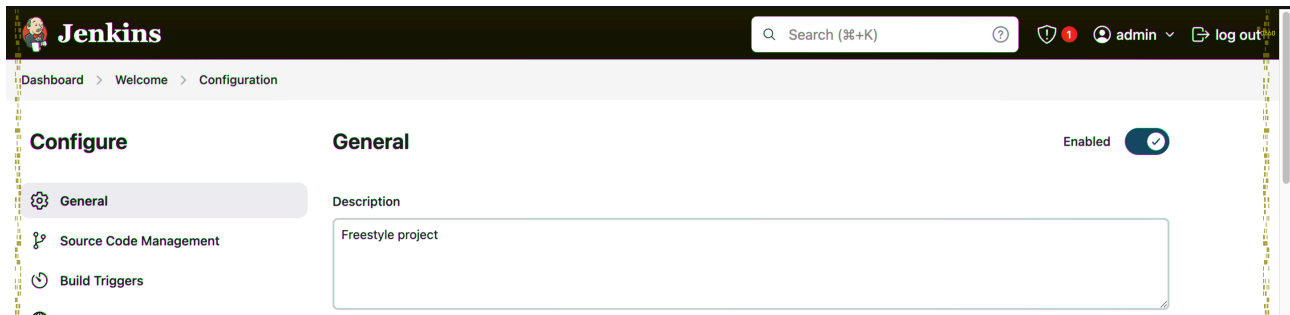 Jenkins
Search (⌘+K)
1
admin
log out
Dashboard > Welcome > Configuration
Configure
General
Source Code Management
Build Triggers
General
Enabled
Description
Freestyle project